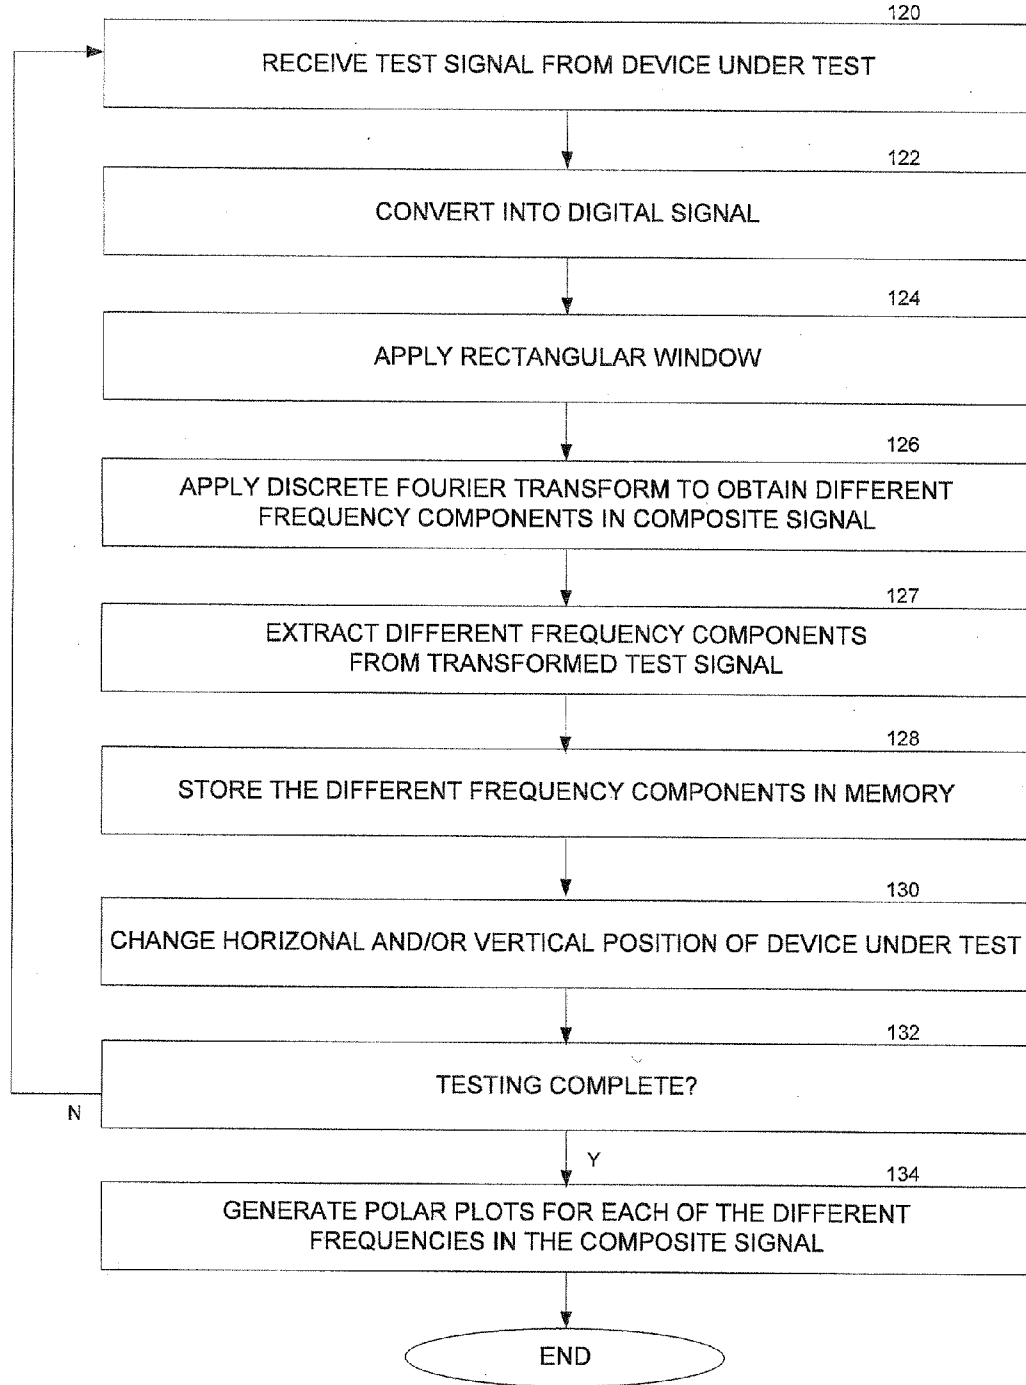 120
RECEIVE TEST SIGNAL FROM DEVICE UNDER TEST
122
CONVERT INTO DIGITAL SIGNAL
124
APPLY RECTANGULAR WINDOW
126
APPLY DISCRETE FOURIER TRANSFORM TO OBTAIN DIFFERENT
FREQUENCY COMPONENTS IN COMPOSITE SIGNAL
127
EXTRACT DIFFERENT FREQUENCY COMPONENTS
FROM TRANSFORMED TEST SIGNAL
128
STORE THE DIFFERENT FREQUENCY COMPONENTS IN MEMORY
130
CHANGE HORIZONAL AND/OR VERTICAL POSITION OF DEVICE UNDER TEST
132
TESTING COMPLETE?
N
Y
134
GENERATE POLAR PLOTS FOR EACH OF THE DIFFERENT
FREQUENCIES IN THE COMPOSITE SIGNAL
END